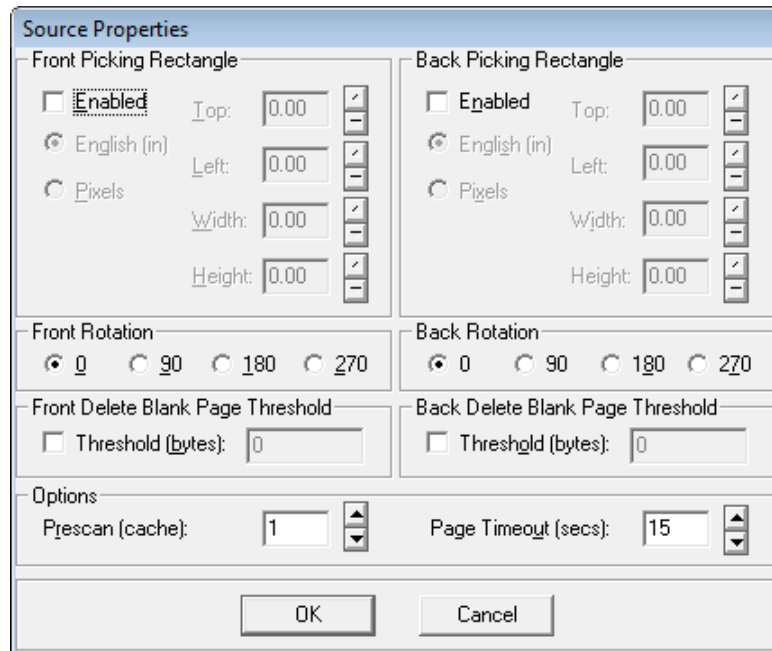 Source Properties
Front Picking Rectangle
Enabled
English (in)
Pixels
Top: 0.00
Left: 0.00
Width: 0.00
Height: 0.00
Back Picking Rectangle
Enabled
English (in)
Pixels
Top: 0.00
Left: 0.00
Width: 0.00
Height: 0.00
Front Rotation
0 90 180 270
Back Rotation
0 90 180 270
Front Delete Blank Page Threshold
Threshold (bytes): 0
Back Delete Blank Page Threshold
Threshold (bytes): 0
Options
Prescan (cache): 1 Page Timeout (secs): 15
OK Cancel